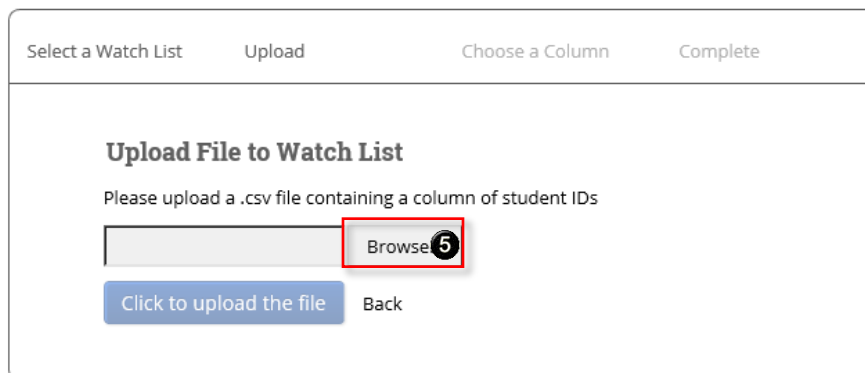 Select a Watch List Upload Choose a Column Complete
Upload File to Watch List
Please upload a .csv file containing a column of student IDs
Browse.. 5
Click to upload the file Back